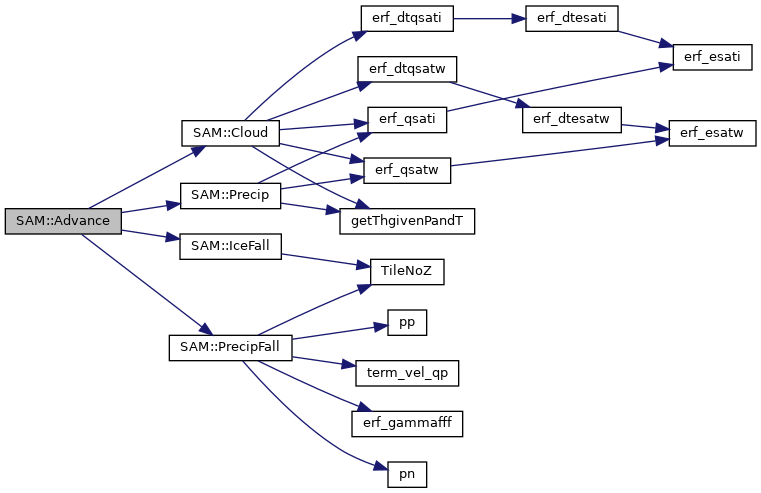 erf_dtqsati
erf_dtesati
erf_esati
erf_dtqsatw
erf_qsati
erf_dtesatw
SAM::Cloud
erf_esatw
erf_qsatw
SAM::Precip
SAM::Advance
getThgivenPandT
SAM::IceFall
TileNoZ
pp
SAM::PrecipFall
term_vel_qp
erf_gammafff
pn